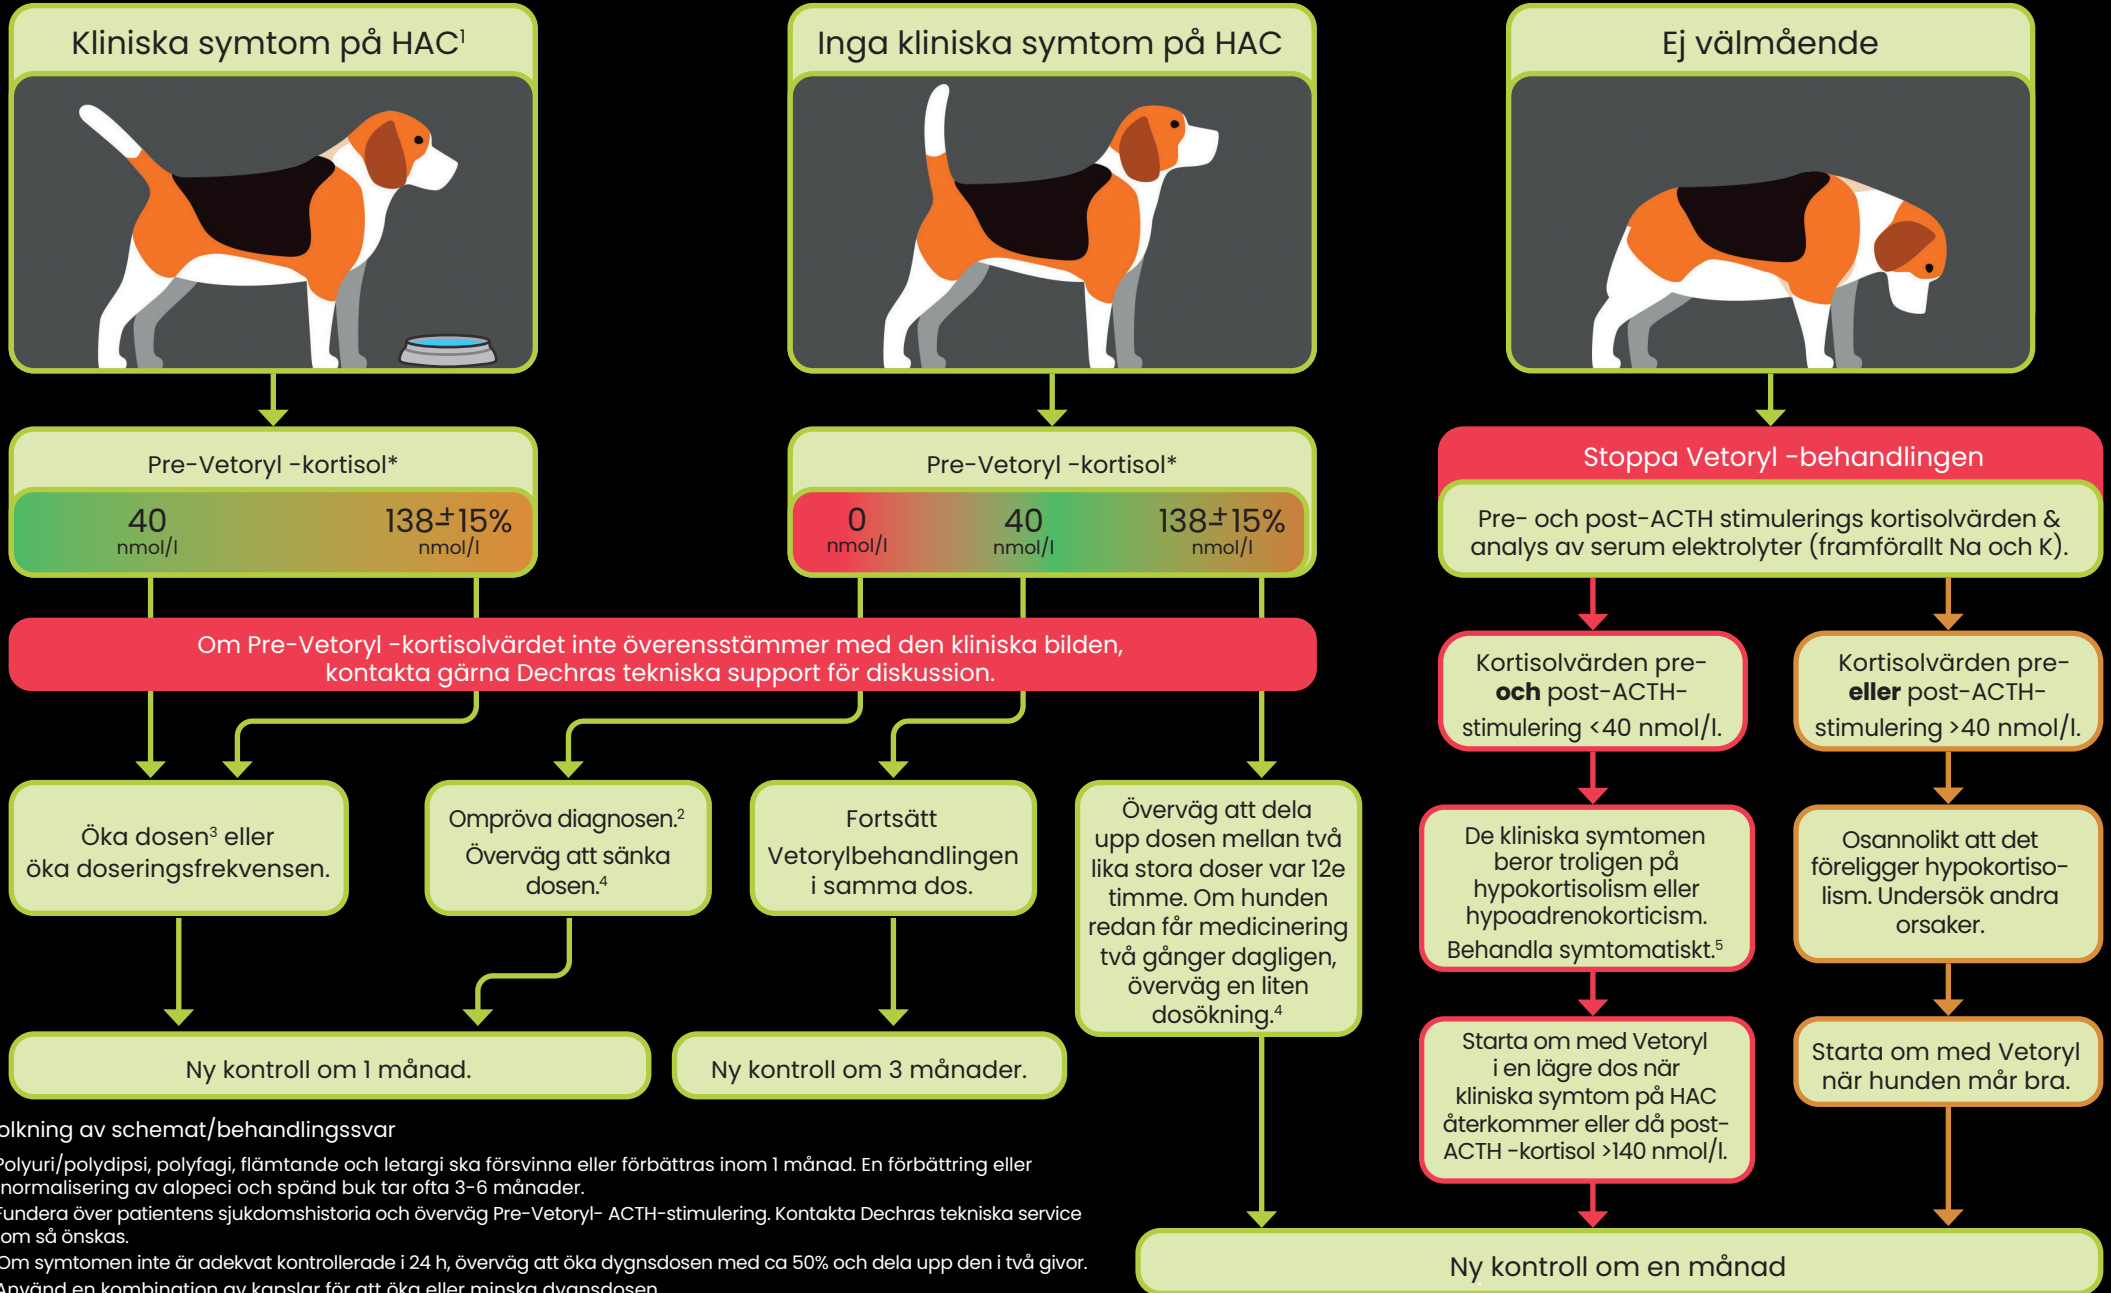 Kliniska symtom på HAC¹
Inga kliniska symtom på HAC
Ej välmående
Pre-Vetoryl -kortisol*
40
nmol/l
138±15%
nmol/l
Pre-Vetoryl -kortisol*
0
nmol/l
40
nmol/l
138±15%
nmol/l
Stoppa Vetoryl -behandlingen
Pre- och post-ACTH stimulerings kortisolvärden &
analys av serum elektrolyter (framförallt Na och K).
Om Pre-Vetoryl -kortisolvärdet inte överensstämmer med den kliniska bilden,
kontakta gärna Dechras tekniska support för diskussion.
Kortisolvärden pre-
och post-ACTH-
stimulering <40 nmol/l.
Kortisolvärden pre-
eller post-ACTH-
stimulering >40 nmol/l.
Öka dosen³ eller
öka doseringsfrekvensen.
Ompröva diagnosen.²
Överväg att sänka
dosen.⁴
Fortsätt
Vetorylbehandlingen
i samma dos.
Överväg att dela
upp dosen mellan två
lika stora doser var 12e
timme. Om hunden
redan får medicinering
två gånger dagligen,
överväg en liten
dosökning.⁴
De kliniska symtomen
beror troligen på
hypokortisolism eller
hypoadrenokorticism.
Behandla symtomatiskt.⁵
Osannolikt att det
föreligger hypokortiso-
lism. Undersök andra
orsaker.
Ny kontroll om 1 månad.
Ny kontroll om 3 månader.
Starta om med Vetoryl
i en lägre dos när
kliniska symtom på HAC
återkommer eller då post-
ACTH -kortisol >140 nmol/l.
Starta om med Vetoryl
när hunden mår bra.
Ny kontroll om en månad
olkning av schemat/behandlingssvar
Polyuri/polydipsi, polyfagi, flämtande och letargi ska försvinna eller förbättras inom 1 månad. En förbättring eller
normalisering av alopeci och spänd buk tar ofta 3-6 månader.
Fundera över patientens sjukdomshistoria och överväg Pre-Vetoryl- ACTH-stimulering. Kontakta Dechras tekniska service
om så önskas.
Om symtomen inte är adekvat kontrollerade i 24 h, överväg att öka dygnsdosen med ca 50% och dela upp den i två givor.
Använd en kombination av kapslar för att öka eller minska dygnsdosen